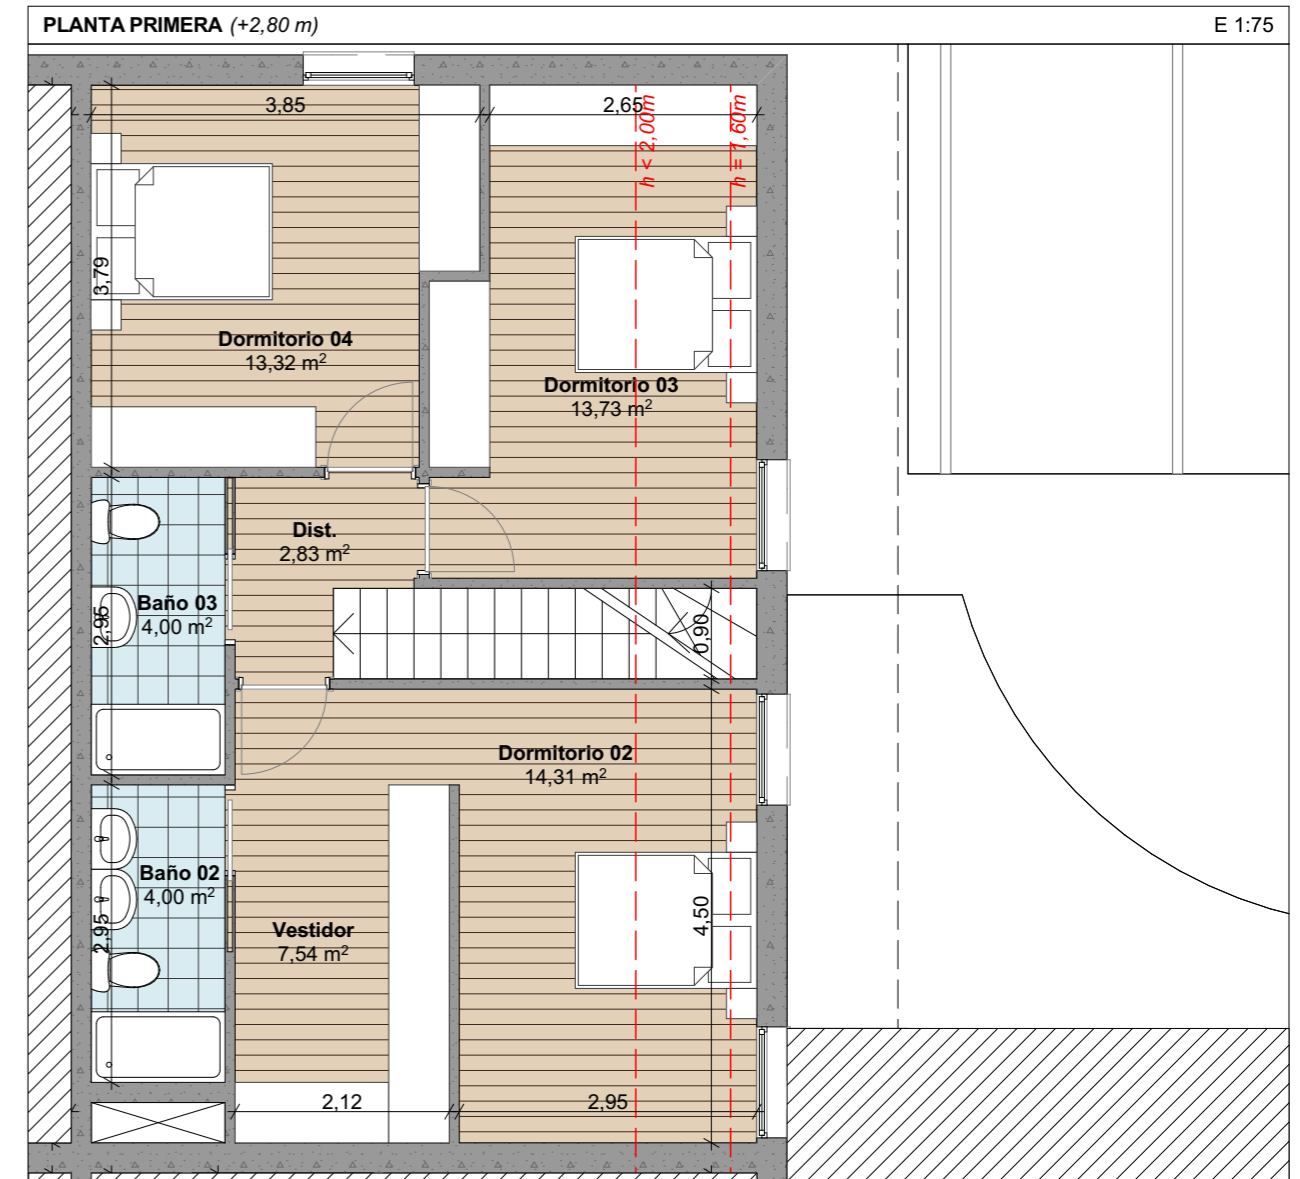 PLANTA PRIMERA (+2,80 m)
E 1:75
3,85
2,65
h < 2,00m
h = 1,60m
3,79
Dormitorio 04
13,32 m²
Dormitorio 03
13,73 m²
Dist.
2,83 m²
Baño 03
4,00 m²
2,95
0,90
Dormitorio 02
14,31 m²
Baño 02
4,00 m²
2,95
Vestidor
7,54 m²
4,50
2,12
2,95